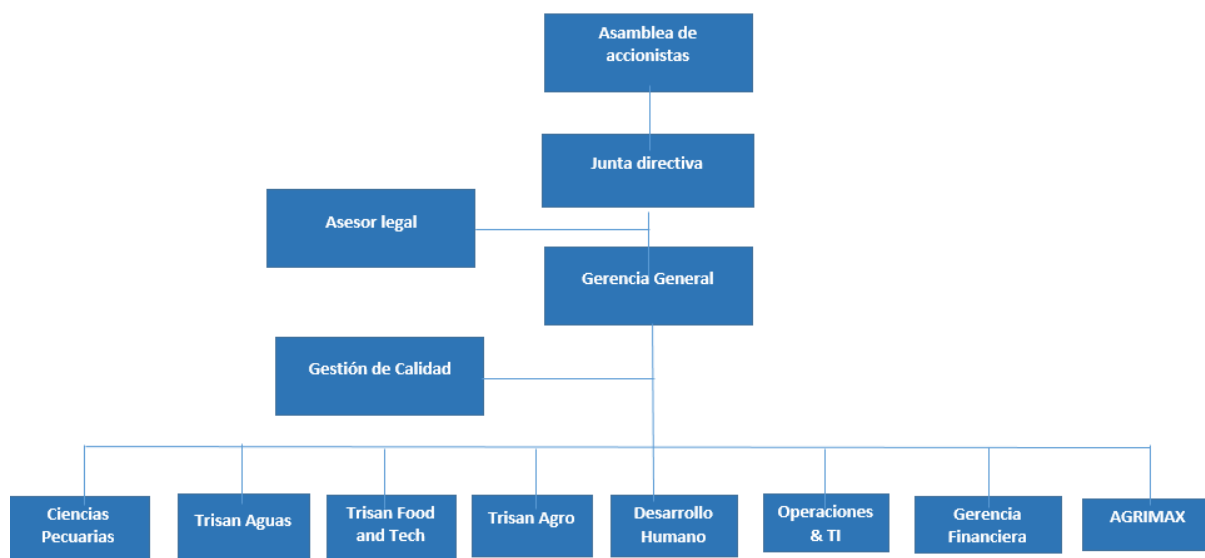 Asamblea de
accionistas
Junta directiva
Asesor legal
Gerencia General
Gestión de Calidad
Ciencias
Pecuarias
Trisan Aguas
Trisan Food
and Tech
Trisan Agro
Desarrollo
Humano
Operaciones
& TI
Gerencia
Financiera
AGRIMAX